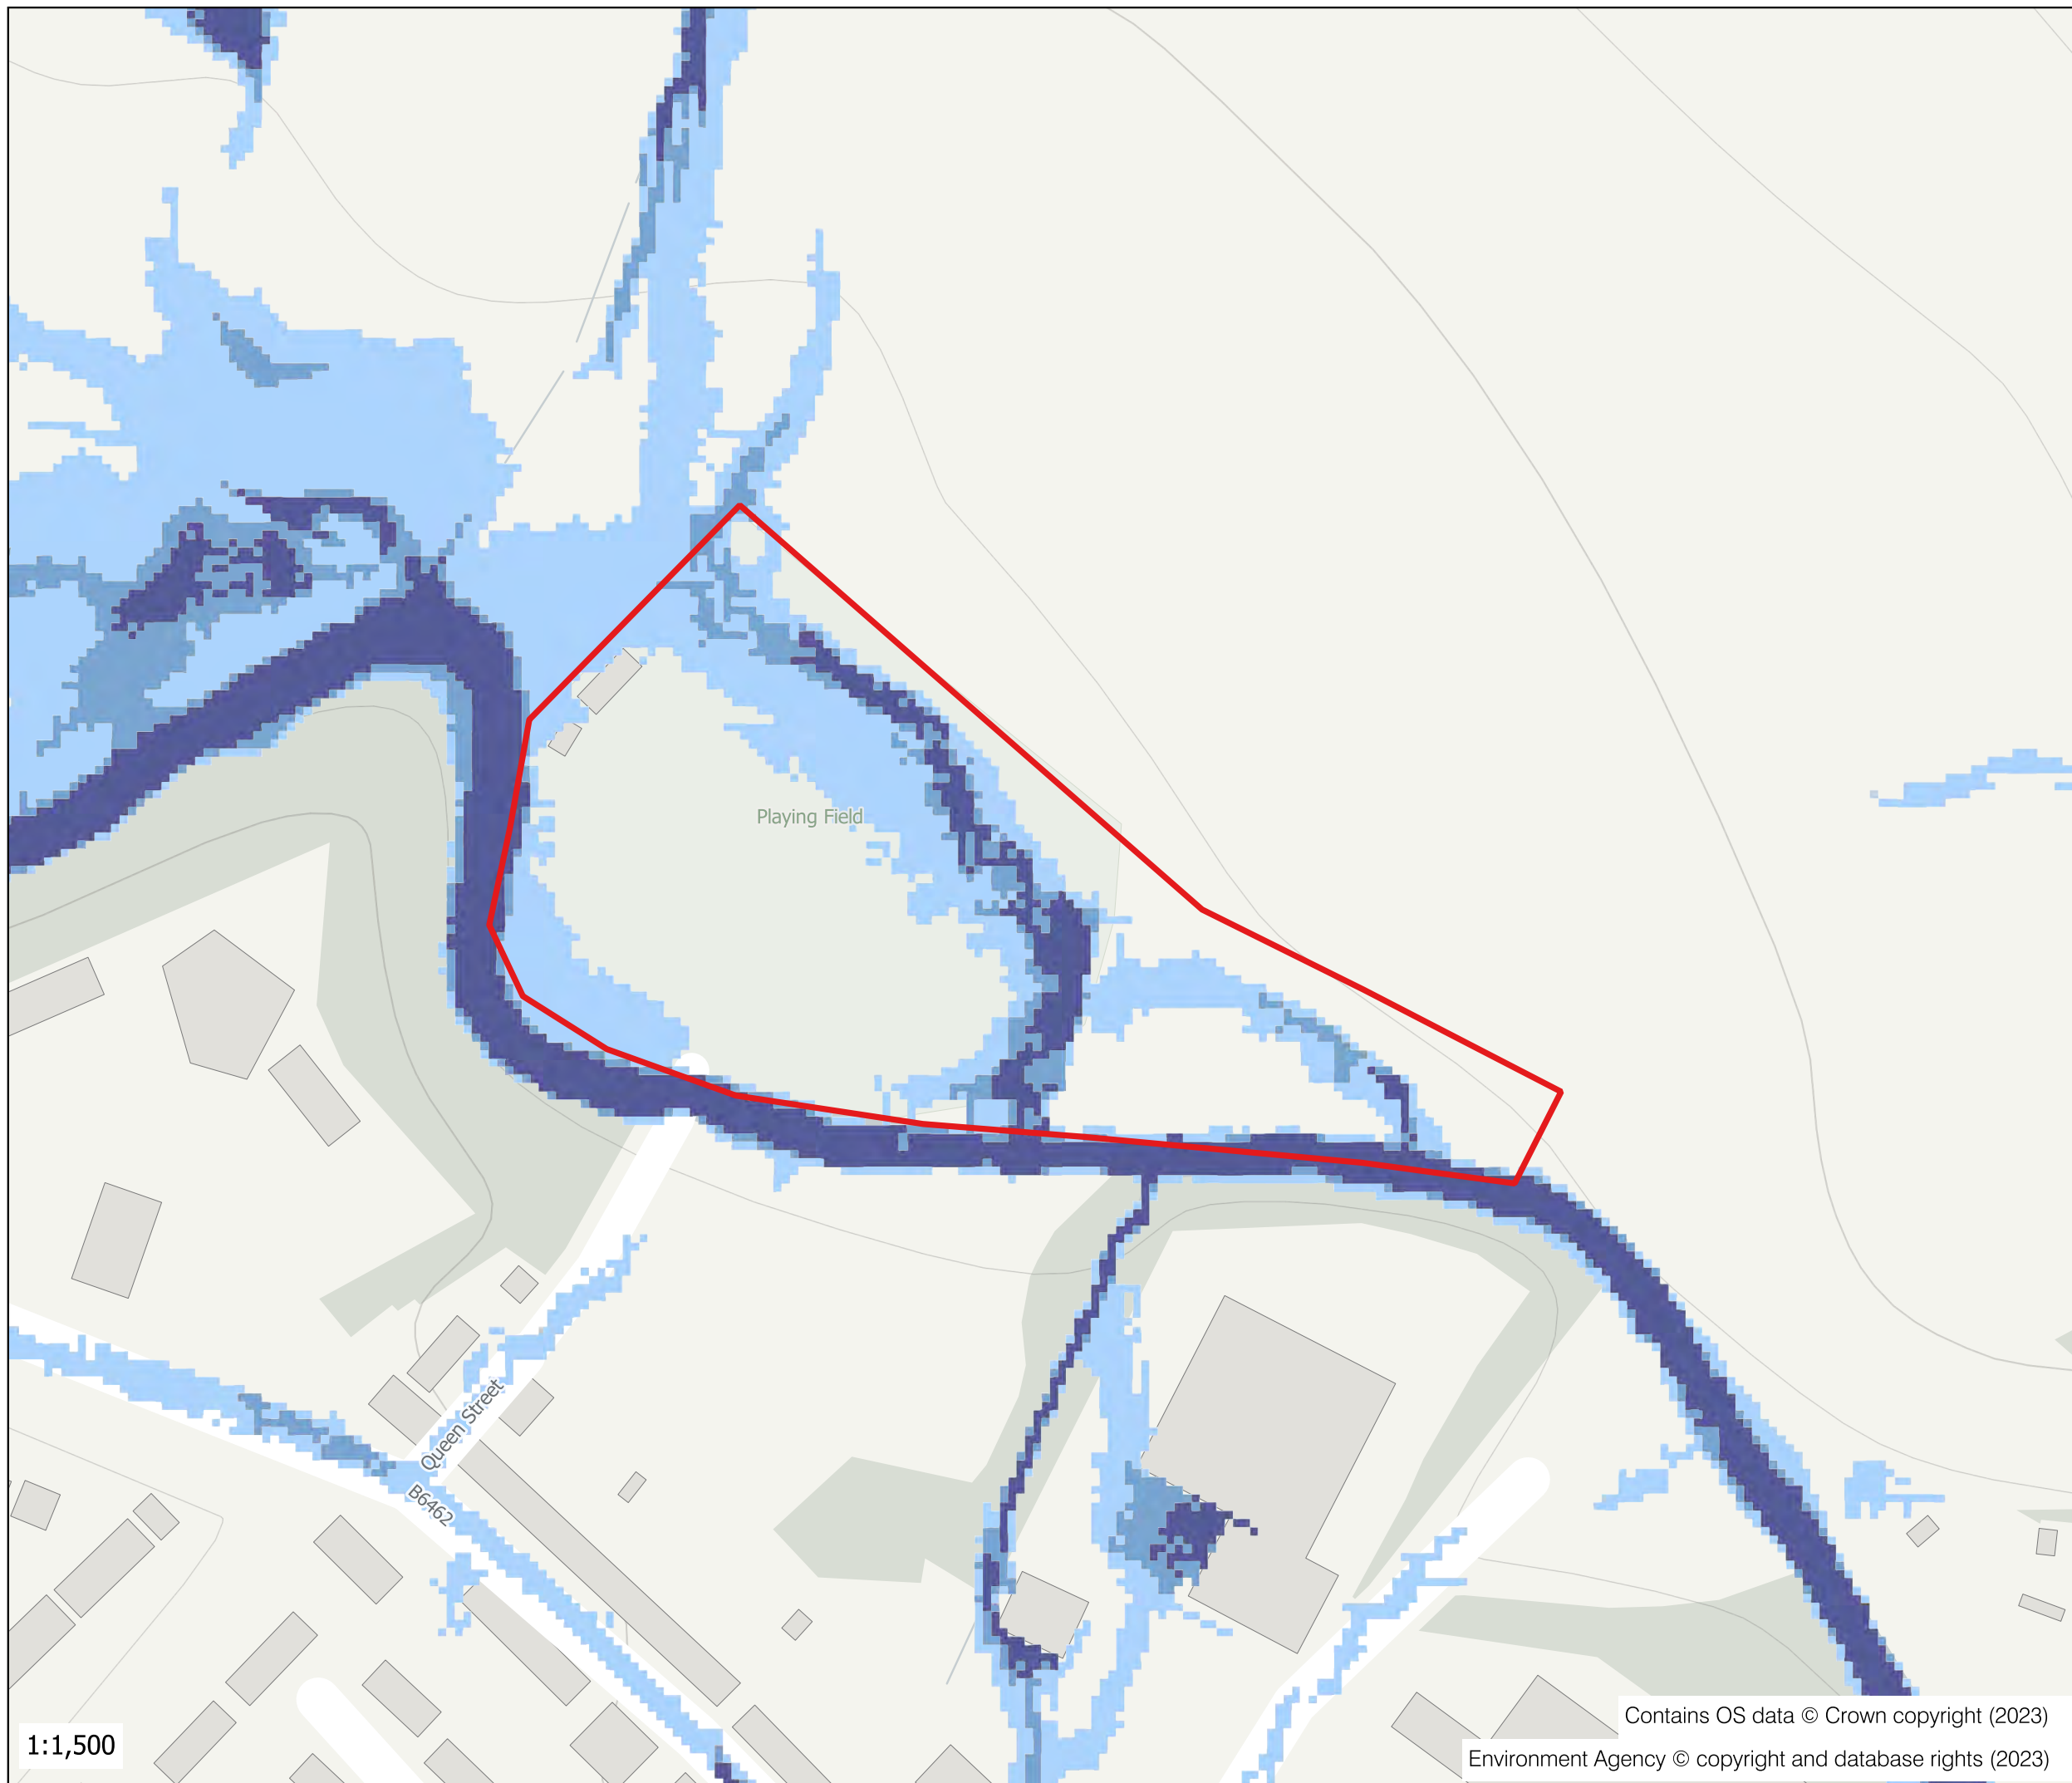 Playing Field
Queen Street
B6462
1:1,500
Contains OS data © Crown copyright (2023)
Environment Agency © copyright and database rights (2023)